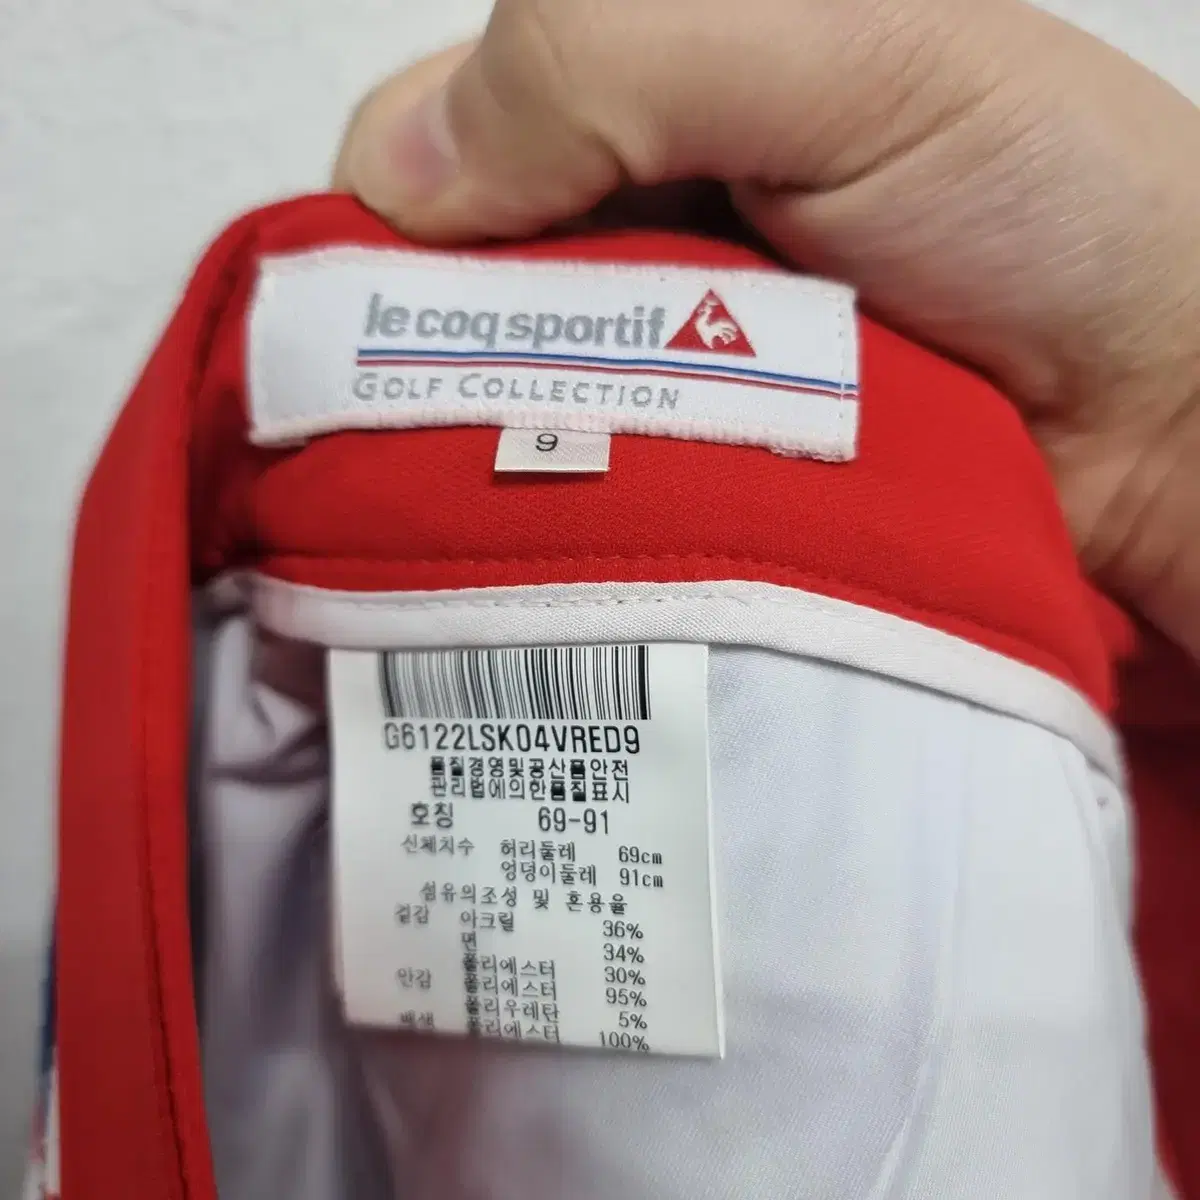 le coq sportif
GOLF COLLECTION
9
G6122LSK04VRED9
품질경영및공산품안전
관리법에의한품질표시
호칭 69-91
신체치수 허리둘레 69cm
엉덩이둘레 91cm
섬유의조성 및 혼용율
겉감 아크릴 36%
면 34%
폴리에스터 30%
안감 폴리에스터 95%
폴리우레탄 5%
배색 폴리에스터 100%